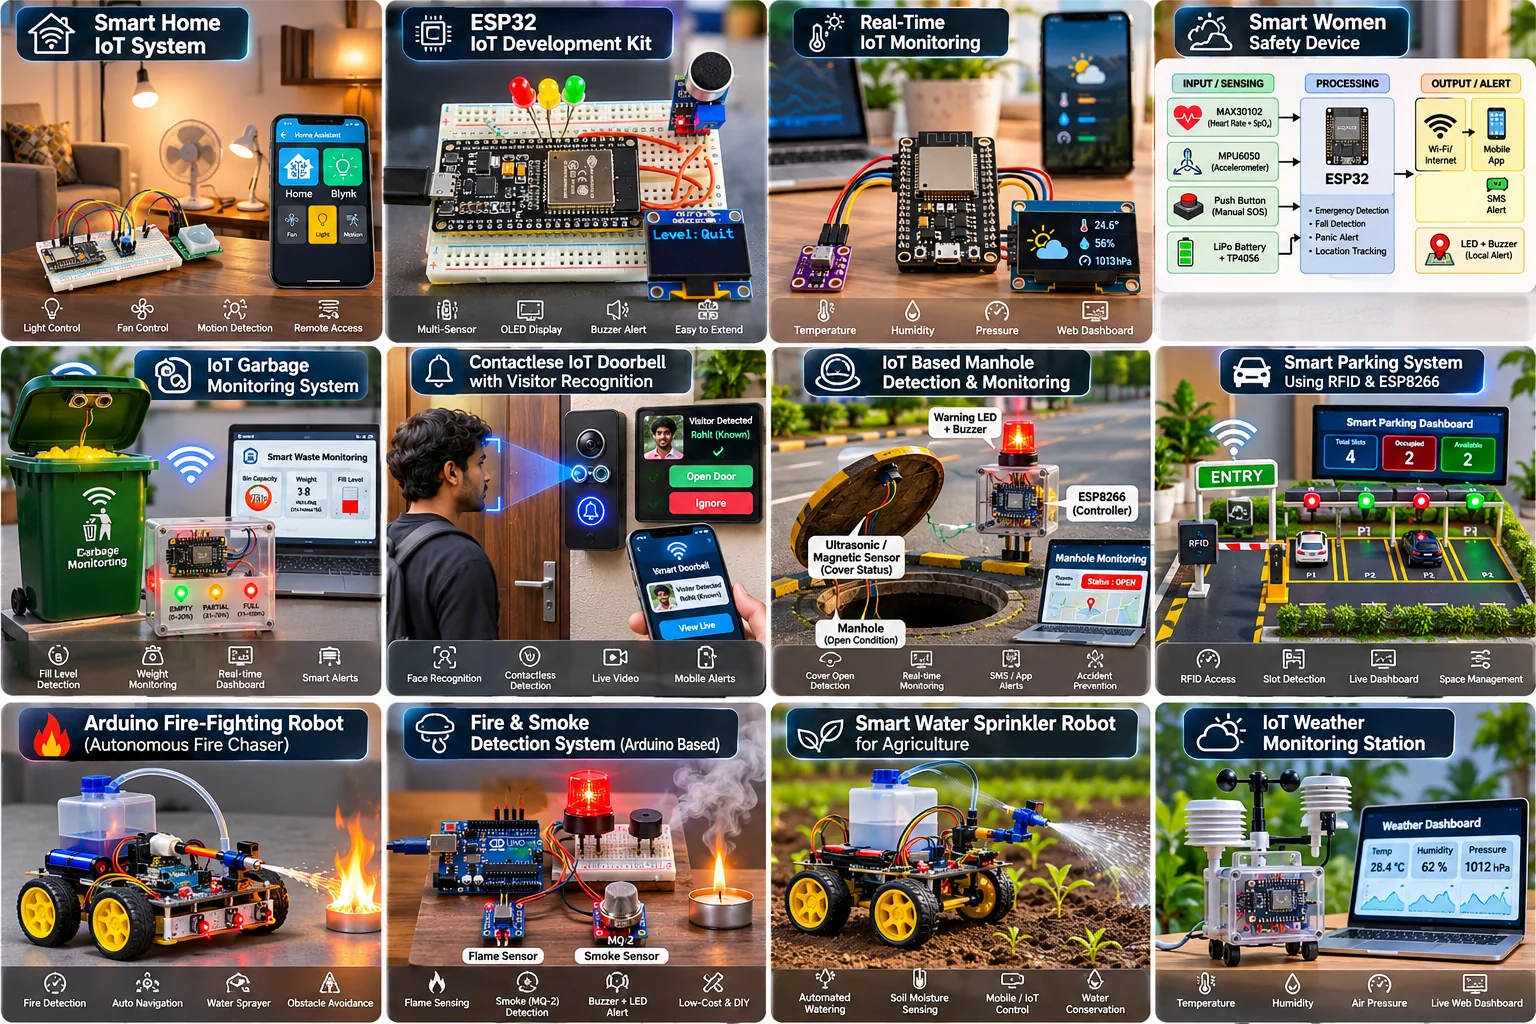 Smart Home
IoT System
Home Assistant
Home
Blynk
Fan
Light
Motion
Light Control
Fan Control
Motion Detection
Remote Access
ESP32
IoT Development Kit
Level:Quit
Multi-Sensor
OLED Display
Buzzer Alert
Easy to Extend
Real-Time
IoT Monitoring
24.6°
56%
1013hPa
Temperature
Humidity
Pressure
Web Dashboard
Smart Women
Safety Device
INPUT / SENSING
MAX30102
(Heart Rate + SpO₂)
MPU6050
(Accelerometer)
Push Button
(Manual SOS)
LiPo Battery
+ TP4056
PROCESSING
ESP32
• Emergency Detection
• Fall Detection
• Panic Alert
• Location Tracking
OUTPUT / ALERT
Wi-Fi/
Internet
Mobile
App
SMS
Alert
LED + Buzzer
(Local Alert)
IoT Garbage
Monitoring System
Garbage
Monitoring
Smart Waste Monitoring
Bin Capacity
Weight
3.8
Fill Level
EMPTY
PARTIAL
FULL
Fill Level
Detection
Weight
Monitoring
Real-time
Dashboard
Smart Alerts
Contactlese IoT Doorbell
with Visitor Recognition
Visitor Detected
Rohit (Known)
Open Door
Ignore
Smart Doorbell
Visitor Detected
Rohit (Known)
View Live
Face Recognition
Contactless
Detection
Live Video
Mobile Alerts
IoT Based Manhole
Detection & Monitoring
Warning LED
+ Buzzer
ESP8266
(Controller)
Ultrasonic /
Magnetic Sensor
(Cover Status)
Manhole
(Open Condition)
Manhole Monitoring
Status : OPEN
Cover Open
Detection
Real-time
Monitoring
SMS / App
Alerts
Accident
Prevention
Smart Parking System
Using RFID & ESP8266
Smart Parking Dashboard
Total Slots
4
Occupied
2
Available
2
ENTRY
RFID
P1
P1
P1
P2
P2
P2
RFID Access
Slot Detection
Live Dashboard
Space Management
Arduino Fire-Fighting Robot
(Autonomous Fire Chaser)
Fire Detection
Auto Navigation
Water Sprayer
Obstacle Avoidance
Fire & Smoke
Detection System (Arduino Based)
UNO
Flame Sensor
MQ-2
Smoke Sensor
Flame Sensing
Smoke (MQ-2)
Detection
Buzzer + LED
Alert
Low-Cost & DIY
Smart Water Sprinkler Robot
for Agriculture
Automated
Watering
Soil Moisture
Sensing
Mobile / IoT
Control
Water
Conservation
IoT Weather
Monitoring Station
Weather Dashboard
Temp
28.4 °C
Humidity
62 %
Pressure
1012 hPa
Temperature
Humidity
Air Pressure
Live Web Dashboard